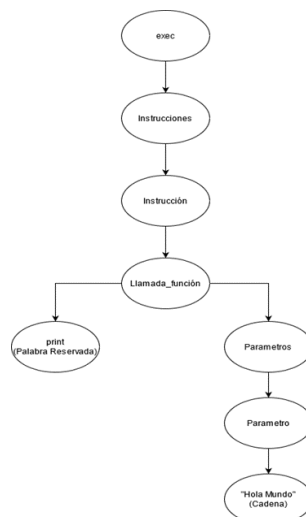 exec
Instrucciones
Instrucción
Llamada_función
print
(Palabra Reservada)
Parametros
Parametro
"Hola Mundo"
(Cadena)